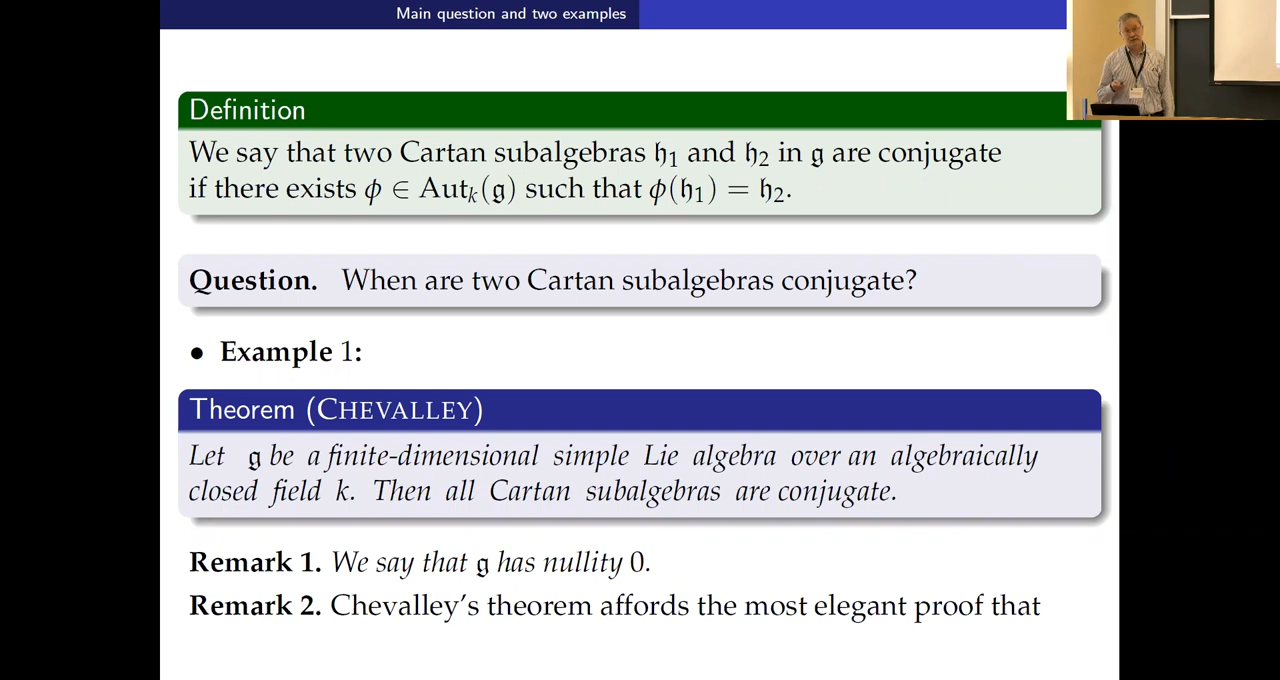 Main question and two examples
Definition
We say that two Cartan subalgebras 𝔥₁ and 𝔥₂ in 𝔤 are conjugate
if there exists ϕ ∈ Autₖ(𝔤) such that ϕ(𝔥₁) = 𝔥₂.
Question. When are two Cartan subalgebras conjugate?
• Example 1:
Theorem (CHEVALLEY)
Let 𝔤 be a finite-dimensional simple Lie algebra over an algebraically
closed field k. Then all Cartan subalgebras are conjugate.
Remark 1. We say that 𝔤 has nullity 0.
Remark 2. Chevalley's theorem affords the most elegant proof that